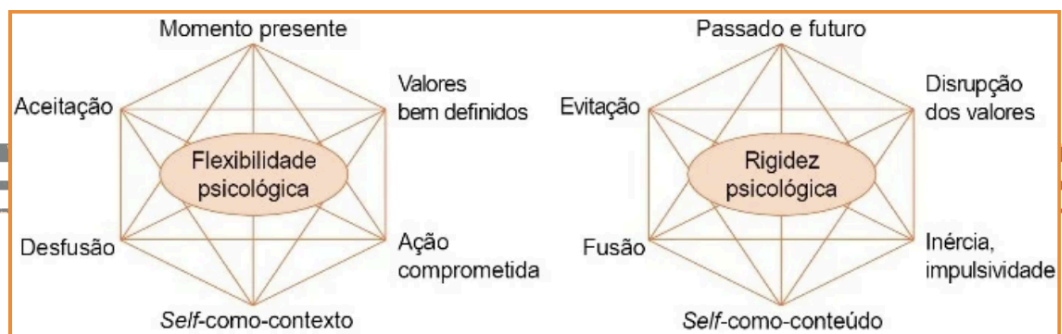 Momento presente
Aceitação
Valores
bem definidos
Flexibilidade
psicológica
Desfusão
Ação
comprometida
Self-como-contexto
Passado e futuro
Evitação
Disrupção
dos valores
Rigidez
psicológica
Fusão
Inércia,
impulsividade
Self-como-conteúdo